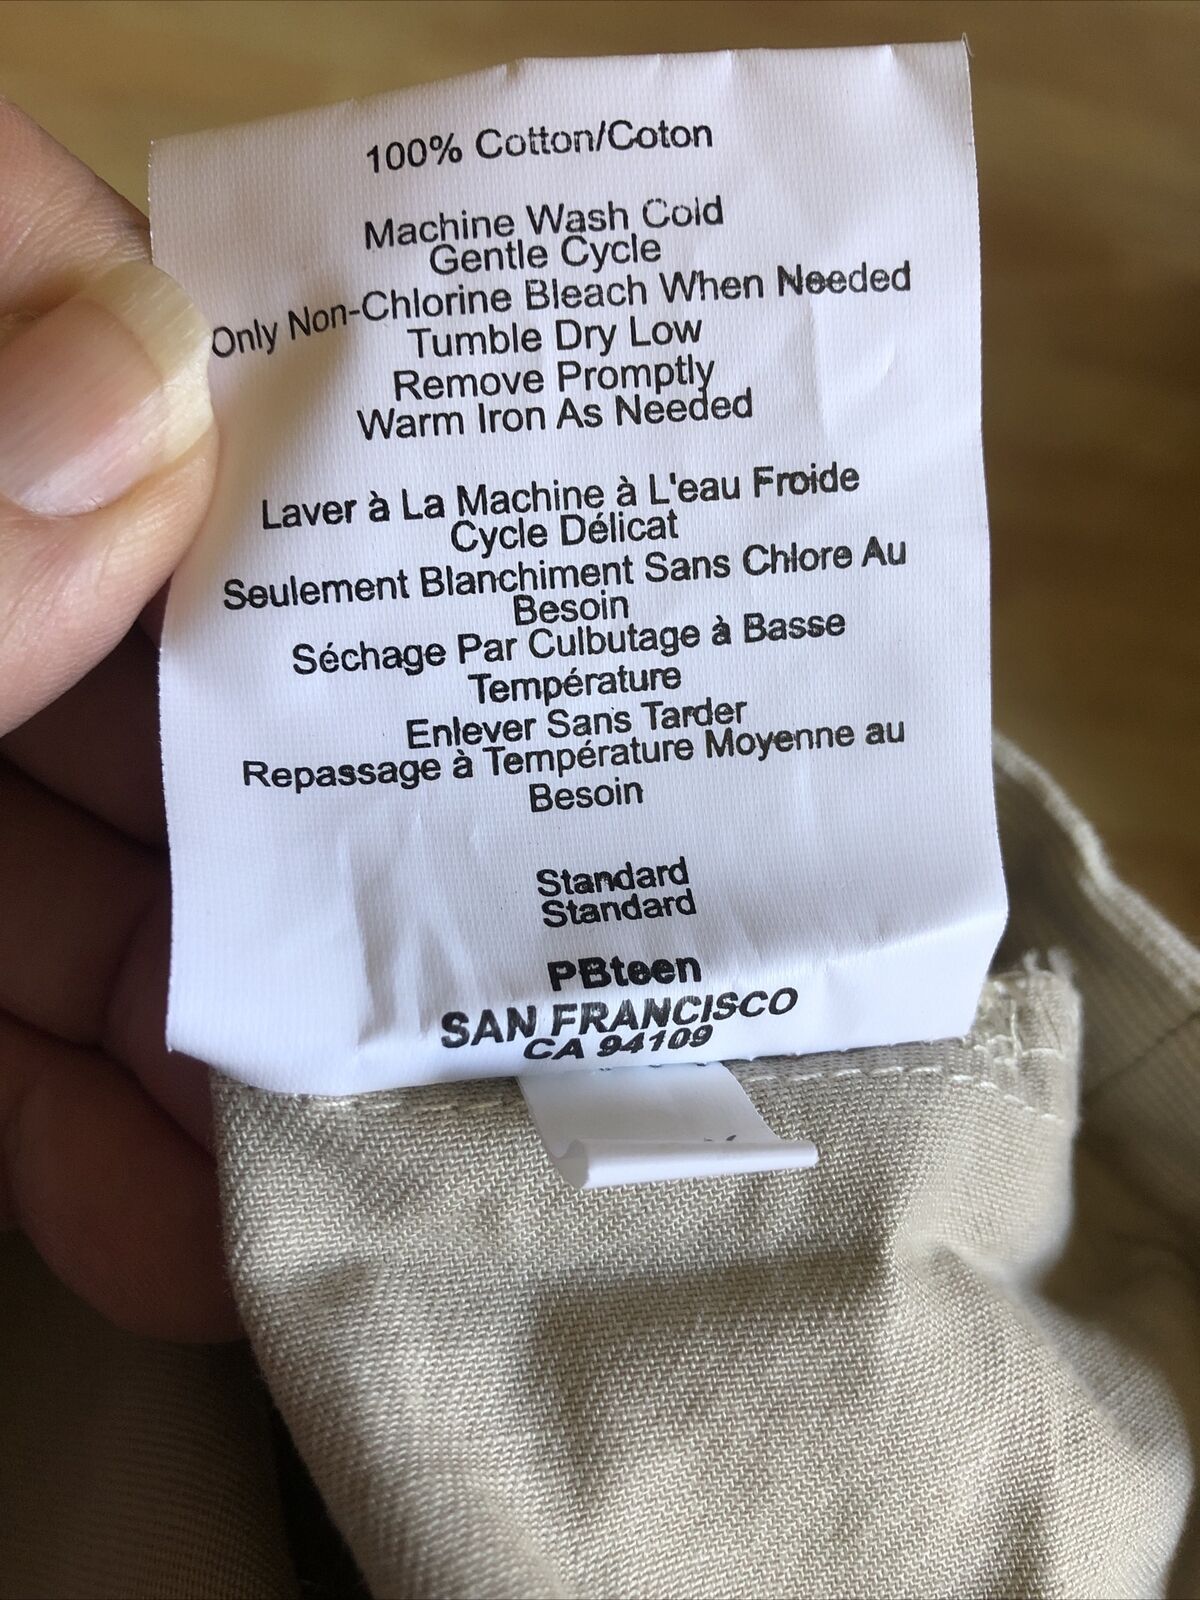 100% Cotton/Coton
Machine Wash Cold
Gentle Cycle
Only Non-Chlorine Bleach When Needed
Tumble Dry Low
Remove Promptly
Warm Iron As Needed
Laver à La Machine à L'eau Froide
Cycle Délicat
Seulement Blanchiment Sans Chlore Au
Besoin
Séchage Par Culbutage à Basse
Température
Enlever Sans Tarder
Repassage à Température Moyenne au
Besoin
Standard
Standard
PBteen
SAN FRANCISCO
CA 94109